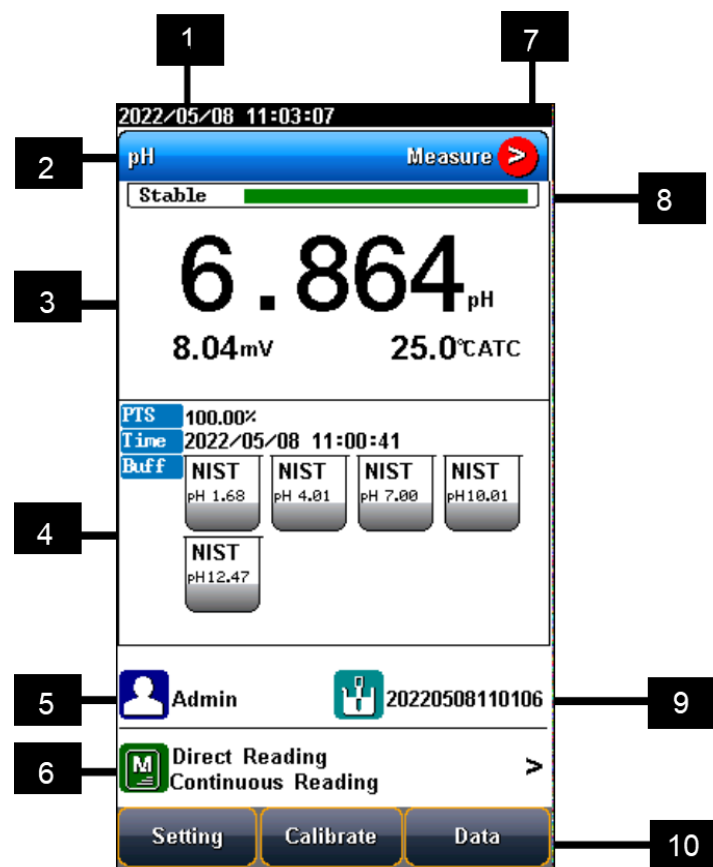 1
7
2022/05/08 11:03:07
2
pH
Measure >
Stable
8
3
6.864pH
8.04mV
25.0℃ATC
PTS 100.00%
Time 2022/05/08 11:00:41
Buff
NIST
pH 1.68
NIST
pH 4.01
NIST
pH 7.00
NIST
pH10.01
4
NIST
pH12.47
5
Admin
20220508110106
9
6
M
Direct Reading
Continuous Reading
>
Setting
Calibrate
Data
10